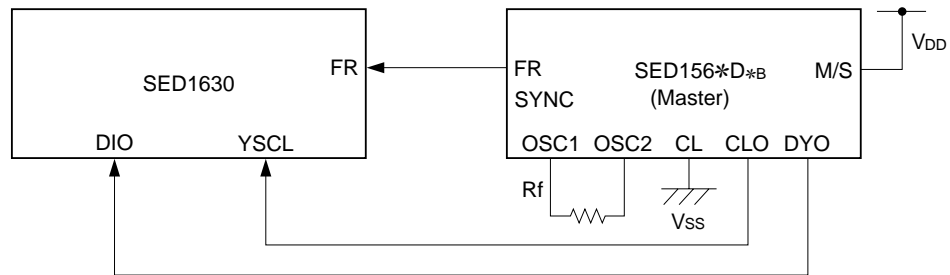 SED1630
FR
DIO
YSCL
FR
SYNC
SED156*D*B
(Master)
M/S
VDD
OSC1
OSC2
CL
CLO
DYO
Rf
VSS